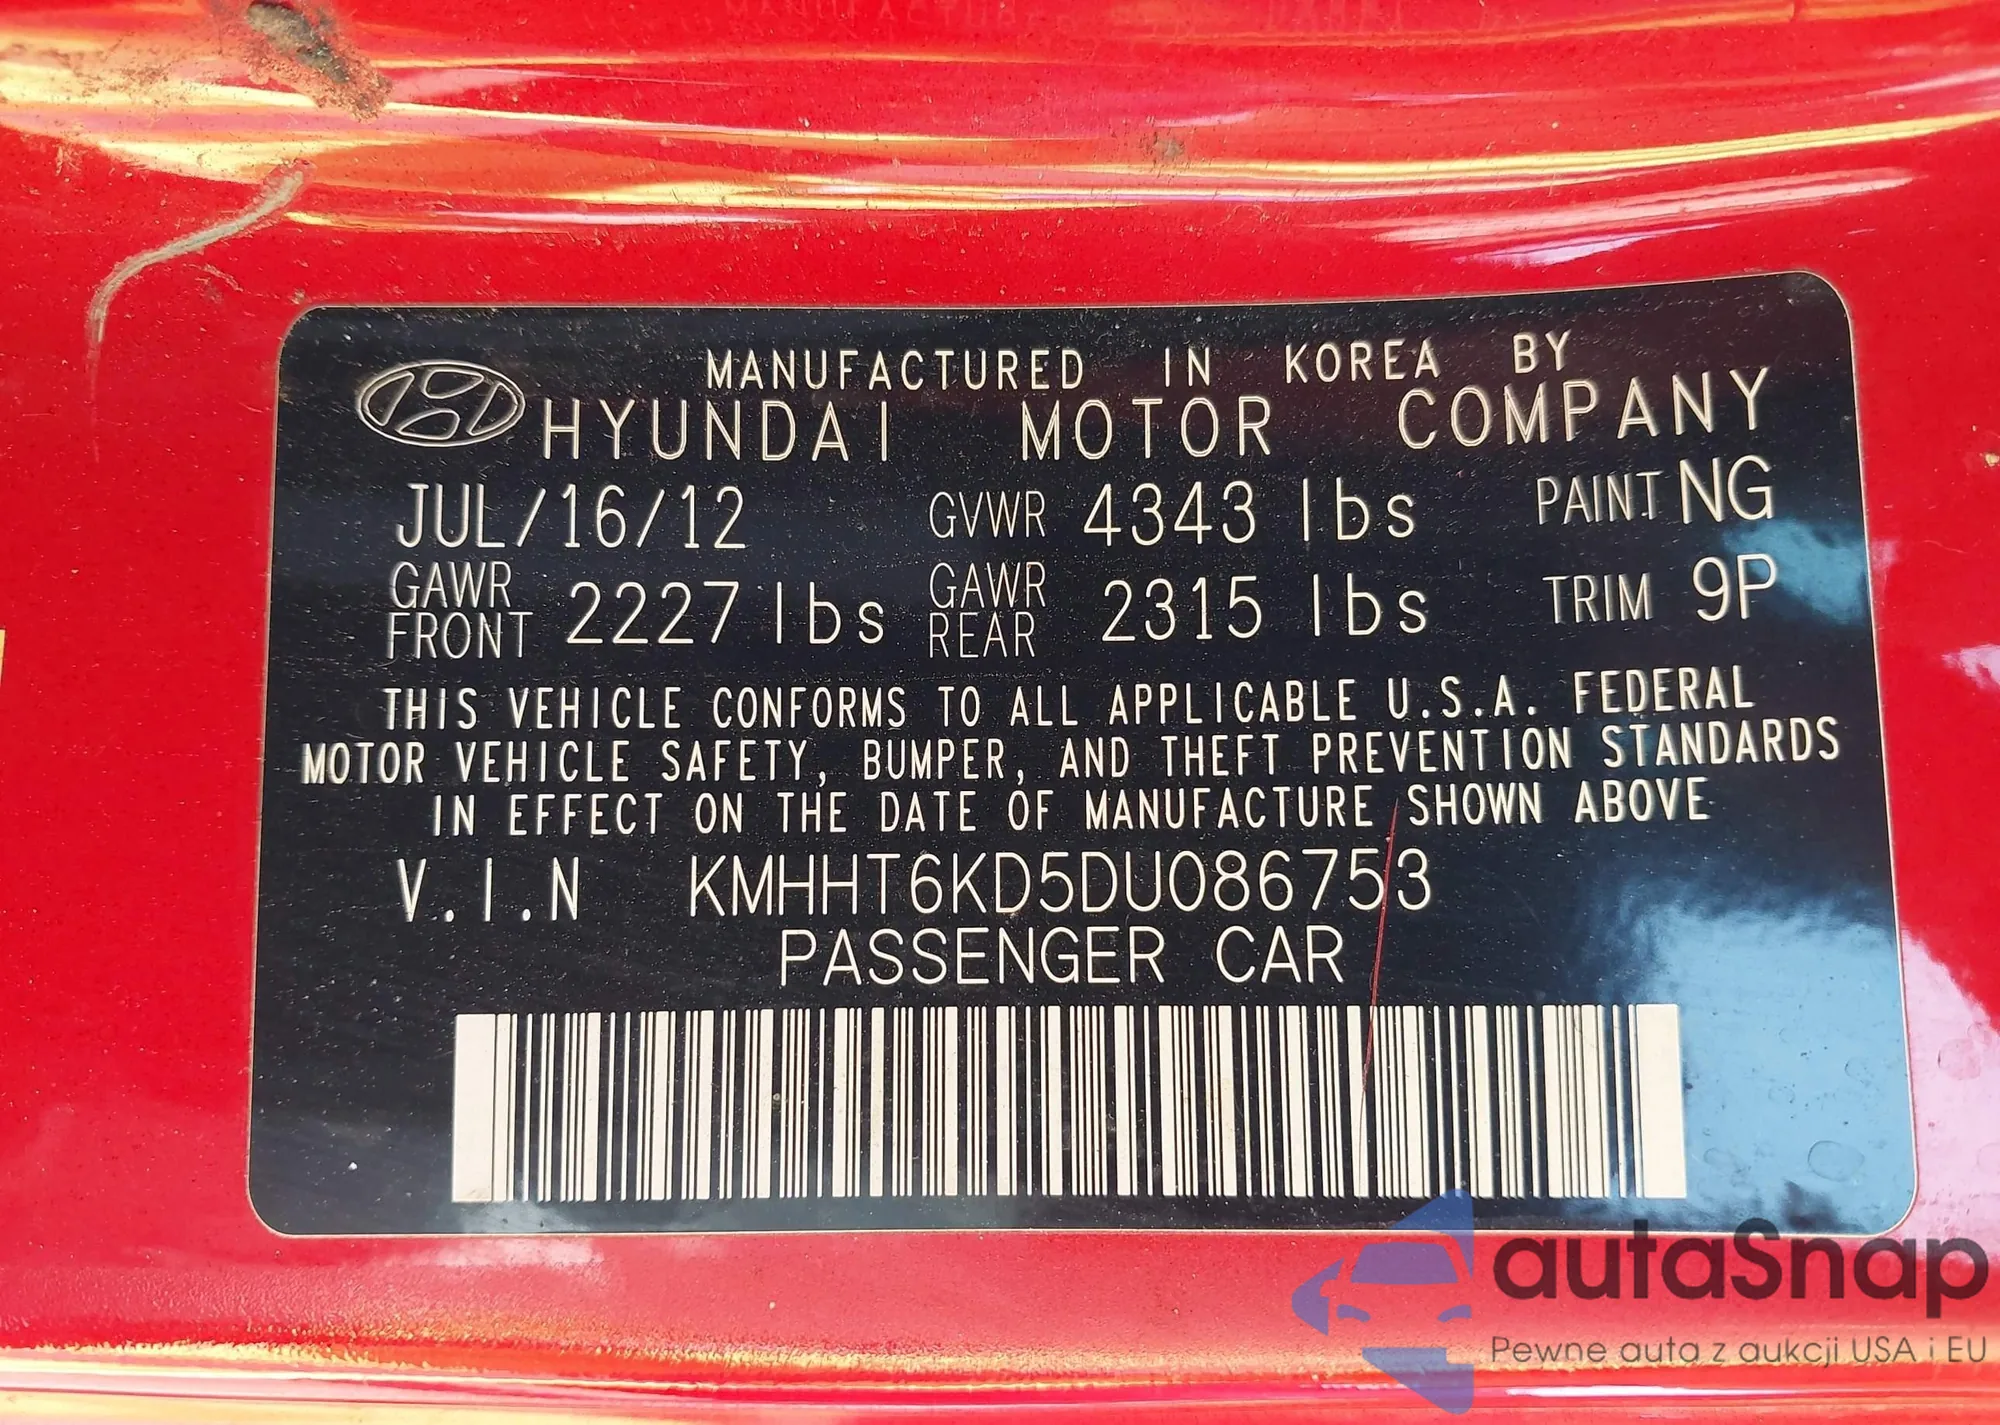 MANUFACTURED IN KOREA BY
HYUNDAI MOTOR COMPANY
JUL/16/12 GVWR 4343 lbs PAINT NG
GAWR FRONT 2227 lbs GAWR REAR 2315 lbs TRIM 9P
THIS VEHICLE CONFORMS TO ALL APPLICABLE U.S.A. FEDERAL
MOTOR VEHICLE SAFETY, BUMPER, AND THEFT PREVENTION STANDARDS
IN EFFECT ON THE DATE OF MANUFACTURE SHOWN ABOVE
V.I.N KMHHT6KD5DU086753
PASSENGER CAR
autaSnap
Pewne auta z aukcji USA i EU